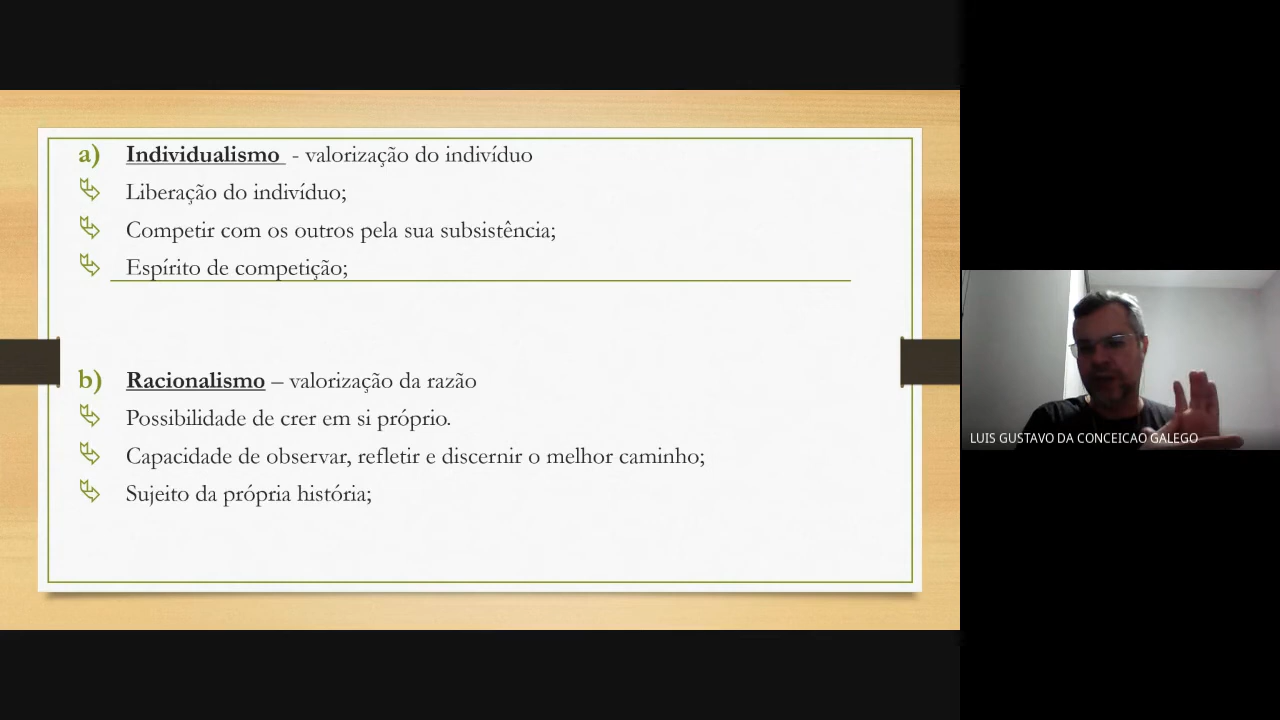 a) Individualismo - valorização do indivíduo
Liberação do indivíduo;
Competir com os outros pela sua subsistência;
Espírito de competição;
b) Racionalismo – valorização da razão
Possibilidade de crer em si próprio.
Capacidade de observar, refletir e discernir o melhor caminho;
Sujeito da própria história;
LUIS GUSTAVO DA CONCEICAO GALEGO